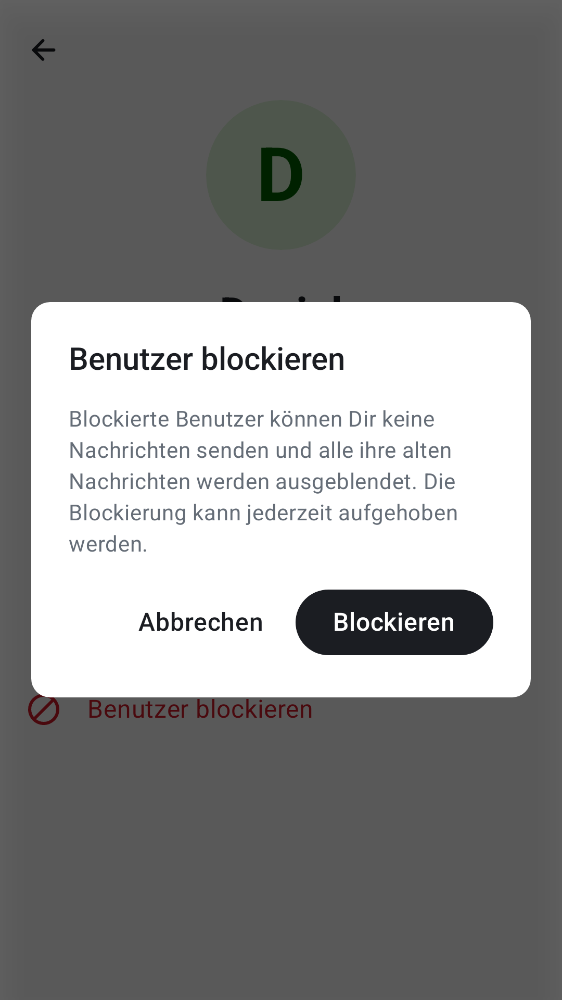 D
Benutzer blockieren
Blockierte Benutzer können Dir keine
Nachrichten senden und alle ihre alten
Nachrichten werden ausgeblendet. Die
Blockierung kann jederzeit aufgehoben
werden.
Abbrechen
Blockieren
Benutzer blockieren